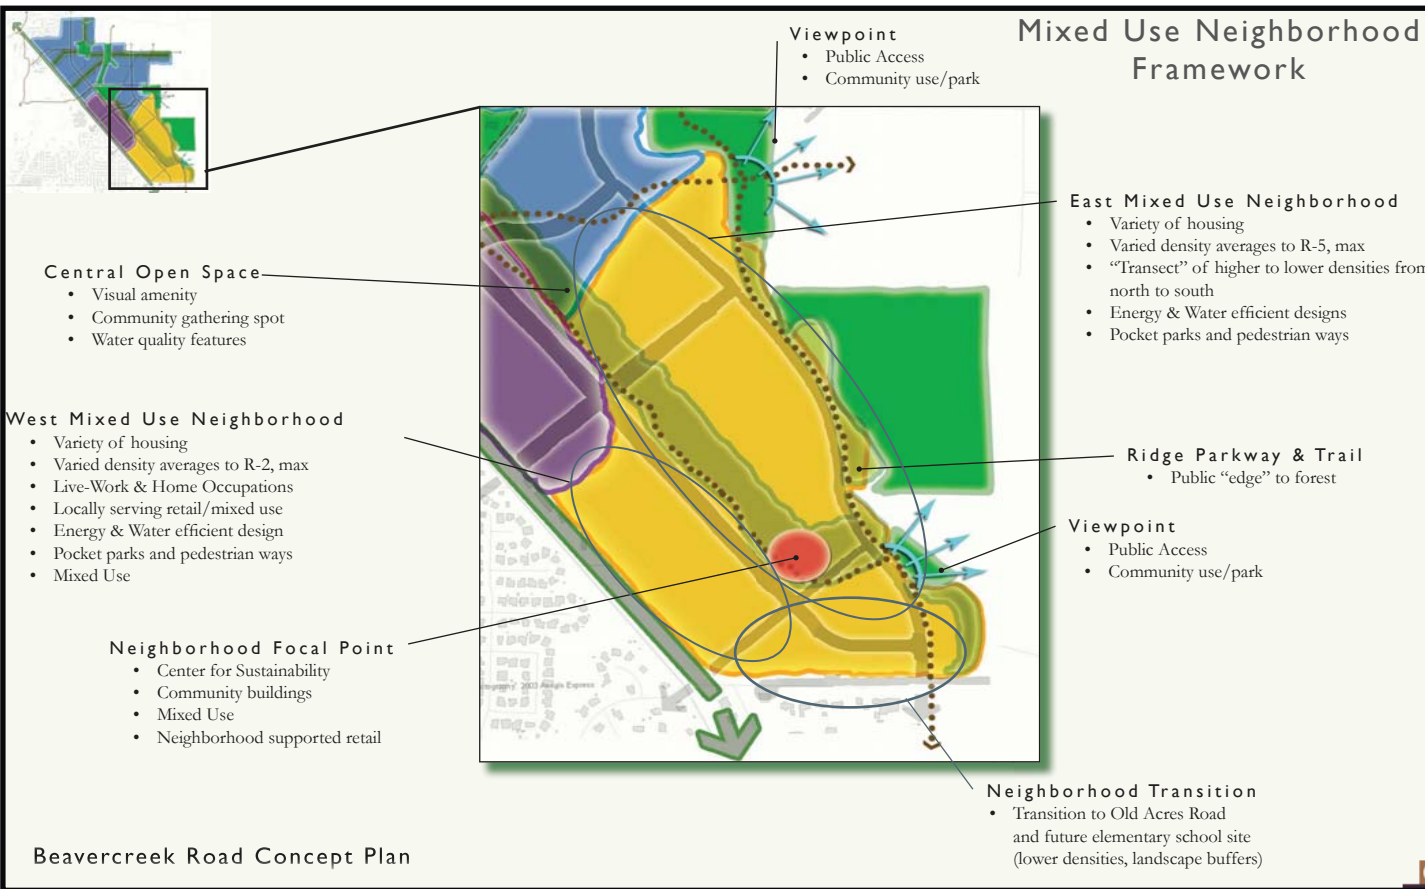 Mixed Use Neighborhood
Framework
Viewpoint
• Public Access
• Community use/park
East Mixed Use Neighborhood
• Variety of housing
• Varied density averages to R-5, max
• “Transect” of higher to lower densities from
north to south
• Energy & Water efficient designs
• Pocket parks and pedestrian ways
Central Open Space
• Visual amenity
• Community gathering spot
• Water quality features
West Mixed Use Neighborhood
• Variety of housing
• Varied density averages to R-2, max
• Live-Work & Home Occupations
• Locally serving retail/mixed use
• Energy & Water efficient design
• Pocket parks and pedestrian ways
• Mixed Use
Ridge Parkway & Trail
• Public “edge” to forest
Viewpoint
• Public Access
• Community use/park
Neighborhood Focal Point
• Center for Sustainability
• Community buildings
• Mixed Use
• Neighborhood supported retail
2003 Aerials Express
Neighborhood Transition
• Transition to Old Acres Road
and future elementary school site
(lower densities, landscape buffers)
Beavercreek Road Concept Plan